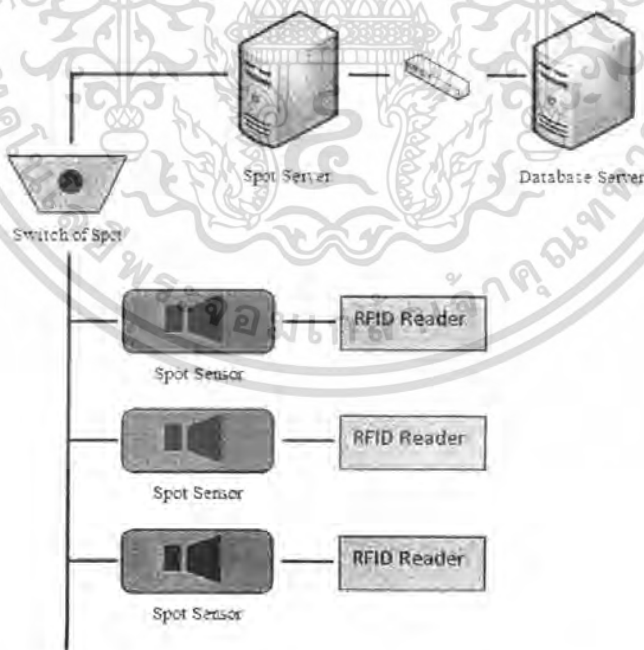 Spot Server
Database Server
Switch of Spot
RFID Reader
Spot Sensor
RFID Reader
Spot Sensor
RFID Reader
Spot Sensor